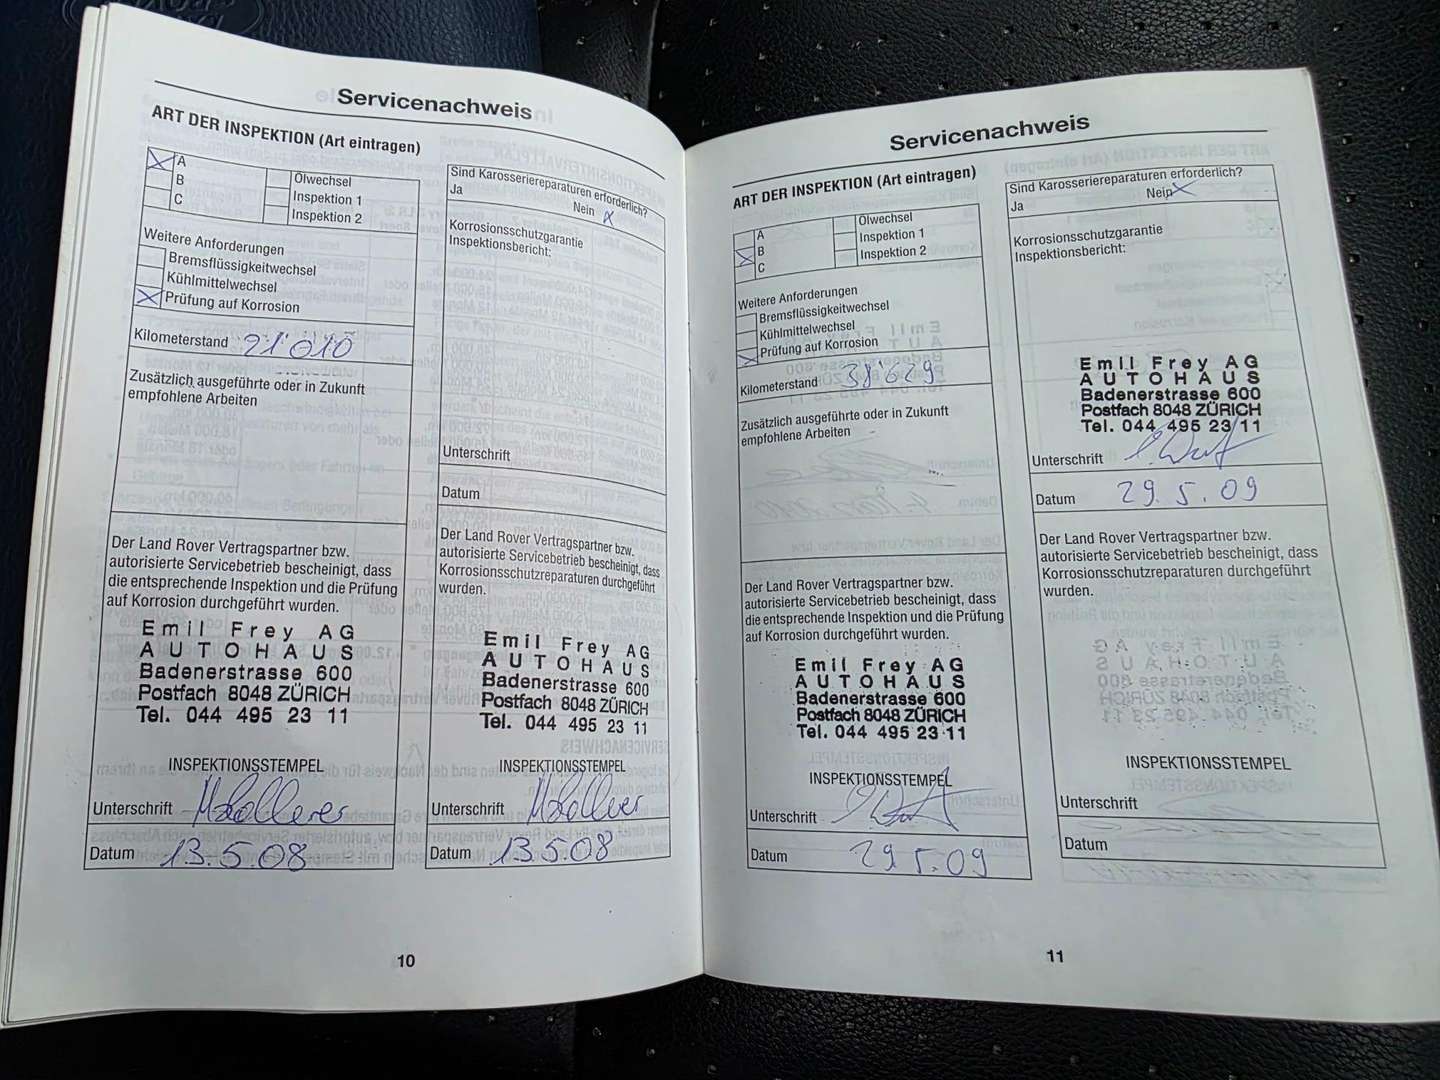 Servicenachweis
ART DER INSPEKTION (Art eintragen)
A
B
C
Ölwechsel
Inspektion 1
Inspektion 2
Weitere Anforderungen
Bremsflüssigkeitwechsel
Kühlmittelwechsel
Prüfung auf Korrosion
Kilometerstand 21'010
Zusätzlich ausgeführte oder in Zukunft
empfohlene Arbeiten
Der Land Rover Vertragspartner bzw.
autorisierte Servicebetrieb bescheinigt, dass
die entsprechende Inspektion und die Prüfung
auf Korrosion durchgeführt wurden.
Emil Frey AG
AUTOHAUS
Badenerstrasse 600
Postfach 8048 ZÜRICH
Tel. 044 495 23 11
INSPEKTIONSSTEMPEL
Unterschrift
Datum 13.5.08
Sind Karosseriereparaturen erforderlich?
Ja
Nein
Korrosionsschutzgarantie
Inspektionsbericht:
Unterschrift
Datum
Der Land Rover Vertragspartner bzw.
autorisierte Servicebetrieb bescheinigt, dass
Korrosionsschutzreparaturen durchgeführt
wurden.
Emil Frey AG
AUTOHAUS
Badenerstrasse 600
Postfach 8048 ZÜRICH
Tel. 044 495 23 11
INSPEKTIONSSTEMPEL
Unterschrift
Datum 13.5.08
10
Servicenachweis
ART DER INSPEKTION (Art eintragen)
A
B
C
Ölwechsel
Inspektion 1
Inspektion 2
Weitere Anforderungen
Bremsflüssigkeitwechsel
Kühlmittelwechsel
Prüfung auf Korrosion
Kilometerstand 38'629
Zusätzlich ausgeführte oder in Zukunft
empfohlene Arbeiten
Der Land Rover Vertragspartner bzw.
autorisierte Servicebetrieb bescheinigt, dass
die entsprechende Inspektion und die Prüfung
auf Korrosion durchgeführt wurden.
Emil Frey AG
AUTOHAUS
Badenerstrasse 600
Postfach 8048 ZÜRICH
Tel. 044 495 23 11
INSPEKTIONSSTEMPEL
Unterschrift
Datum 29.5.09
Sind Karosseriereparaturen erforderlich?
Ja
Nein
Korrosionsschutzgarantie
Inspektionsbericht:
Emil Frey AG
AUTOHAUS
Badenerstrasse 600
Postfach 8048 ZÜRICH
Tel. 044 495 23 11
Unterschrift
Datum 29.5.09
Der Land Rover Vertragspartner bzw.
autorisierte Servicebetrieb bescheinigt, dass
Korrosionsschutzreparaturen durchgeführt
wurden.
INSPEKTIONSSTEMPEL
Unterschrift
Datum
11